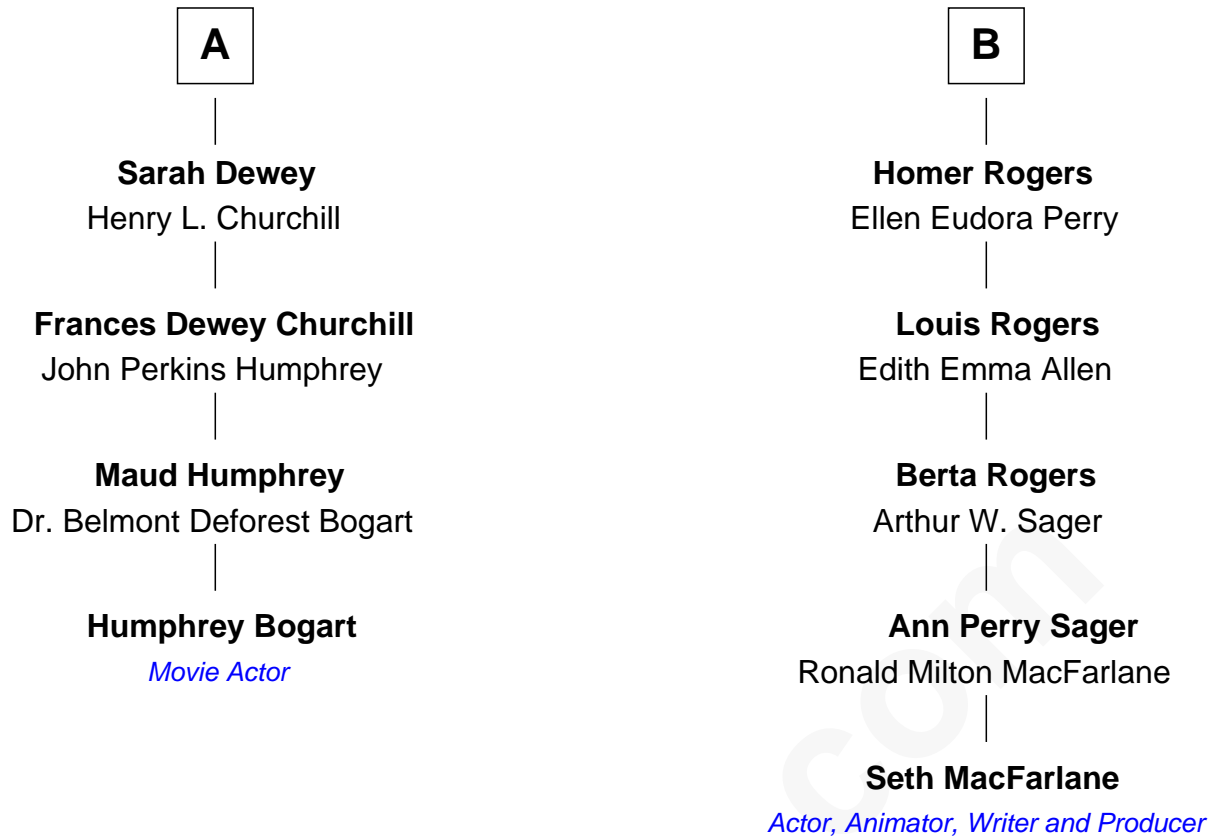 A
Sarah Dewey
Henry L. Churchill
Frances Dewey Churchill
John Perkins Humphrey
Maud Humphrey
Dr. Belmont Deforest Bogart
Humphrey Bogart
Movie Actor
B
Homer Rogers
Ellen Eudora Perry
Louis Rogers
Edith Emma Allen
Berta Rogers
Arthur W. Sager
Ann Perry Sager
Ronald Milton MacFarlane
Seth MacFarlane
Actor, Animator, Writer and Producer
com